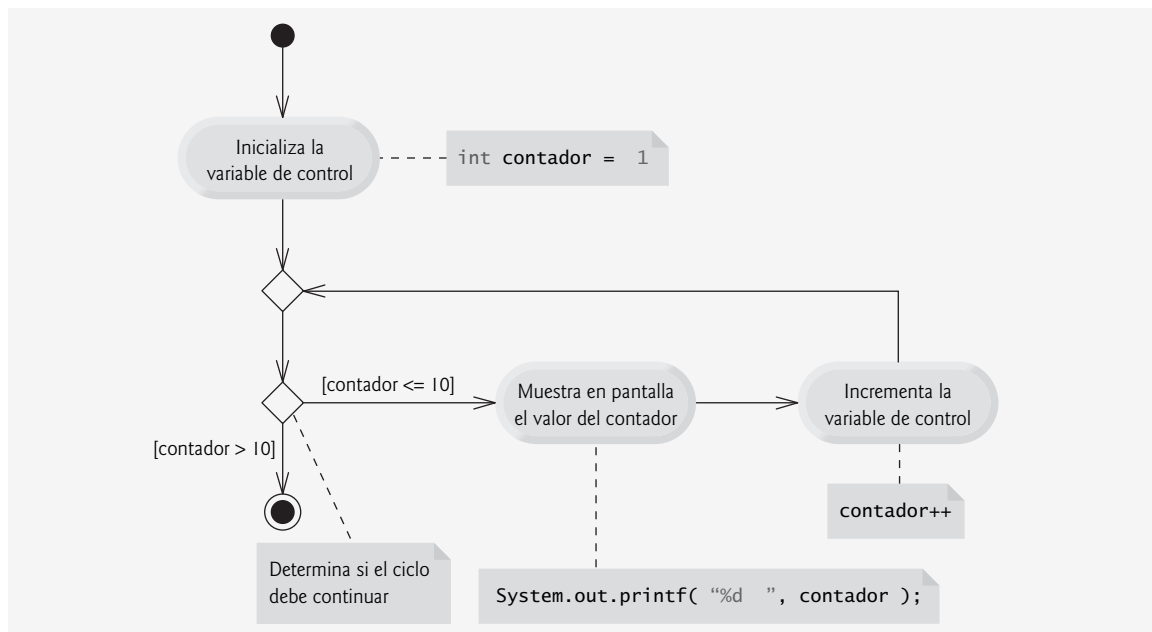 Inicializa la
variable de control
int contador =  1
[contador <= 10]
Muestra en pantalla
el valor del contador
Incrementa la
variable de control
[contador > 10]
contador++
Determina si el ciclo
debe continuar
System.out.printf( “%d  ”, contador );